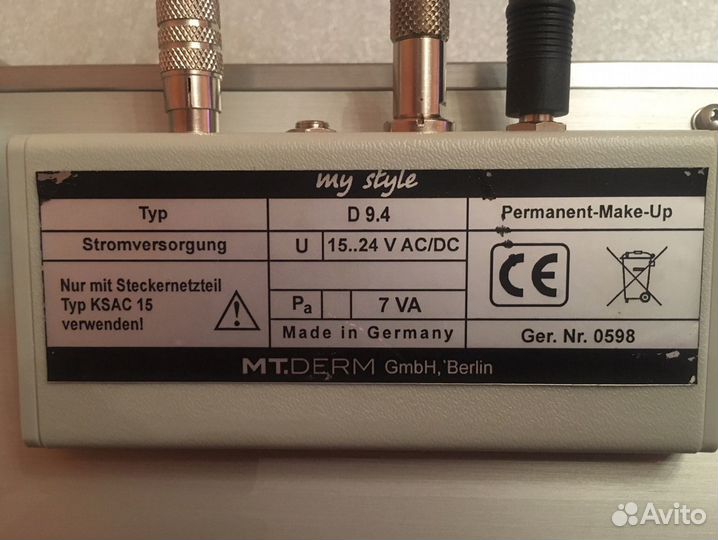 my style
Typ
D 9.4
Permanent-Make-Up
Stromversorgung
U
15..24 V AC/DC
Nur mit Steckernetzteil
Typ KSAC 15
verwenden!
CE
Pa
7 VA
Made in Germany
Ger. Nr. 0598
MT.DERM GmbH, Berlin
Avito